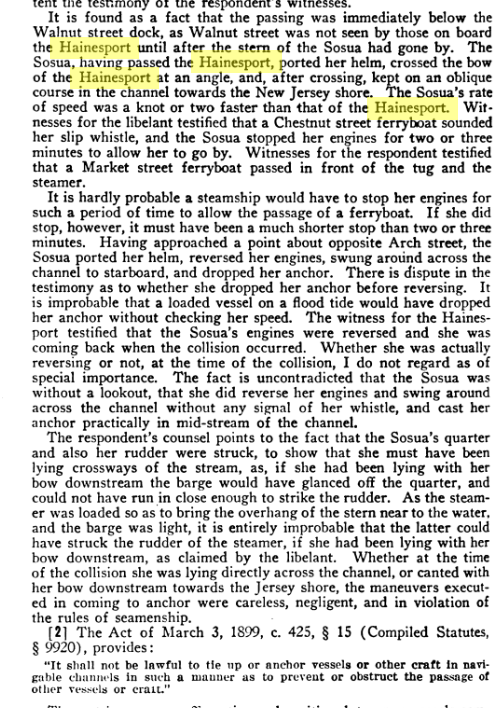 tent the testimony of the respondent's witnesses.
It is found as a fact that the passing was immediately below the
Walnut street dock, as Walnut street was not seen by those on board
the Hainesport until after the stern of the Sosua had gone by. The
Sosua, having passed the Hainesport, ported her helm, crossed the bow
of the Hainesport at an angle, and, after crossing, kept on an oblique
course in the channel towards the New Jersey shore. The Sosua's rate
of speed was a knot or two faster than that of the Hainesport. Wit-
nesses for the libelant testified that a Chestnut street ferryboat sounded
her slip whistle, and the Sosua stopped her engines for two or three
minutes to allow her to go by. Witnesses for the respondent testified
that a Market street ferryboat passed in front of the tug and the
steamer.
It is hardly probable a steamship would have to stop her engines for
such a period of time to allow the passage of a ferryboat. If she did
stop, however, it must have been a much shorter stop than two or three
minutes. Having approached a point about opposite Arch street, the
Sosua ported her helm, reversed her engines, swung around across the
channel to starboard, and dropped her anchor. There is dispute in the
testimony as to whether she dropped her anchor before reversing. It
is improbable that a loaded vessel on a flood tide would have dropped
her anchor without checking her speed. The witness for the Haines-
port testified that the Sosua's engines were reversed and she was
coming back when the collision occurred. Whether she was actually
reversing or not, at the time of the collision, I do not regard as of
special importance. The fact is uncontradicted that the Sosua was
without a lookout, that she did reverse her engines and swing around
across the channel without any signal of her whistle, and cast her
anchor practically in mid-stream of the channel.
The respondent's counsel points to the fact that the Sosua's quarter
and also her rudder were struck, to show that she must have been
lying crossways of the stream, as, if she had been lying with her
bow downstream the barge would have glanced off the quarter, and
could not have run in close enough to strike the rudder. As the steam-
er was loaded so as to bring the overhang of the stern near to the water,
and the barge was light, it is entirely improbable that the latter could
have struck the rudder of the steamer, if she had been lying with her
bow downstream, as claimed by the libelant. Whether at the time
of the collision she was lying directly across the channel, or canted with
her bow downstream towards the Jersey shore, the maneuvers execut-
ed in coming to anchor were careless, negligent, and in violation of
the rules of seamenship.
[2] The Act of March 3, 1899, c. 425, § 15 (Compiled Statutes,
§ 9920), provides:
"It shall not be lawful to tie up or anchor vessels or other craft in navi-
gable channels in such a manner as to prevent or obstruct the passage of
other vessels or craft."